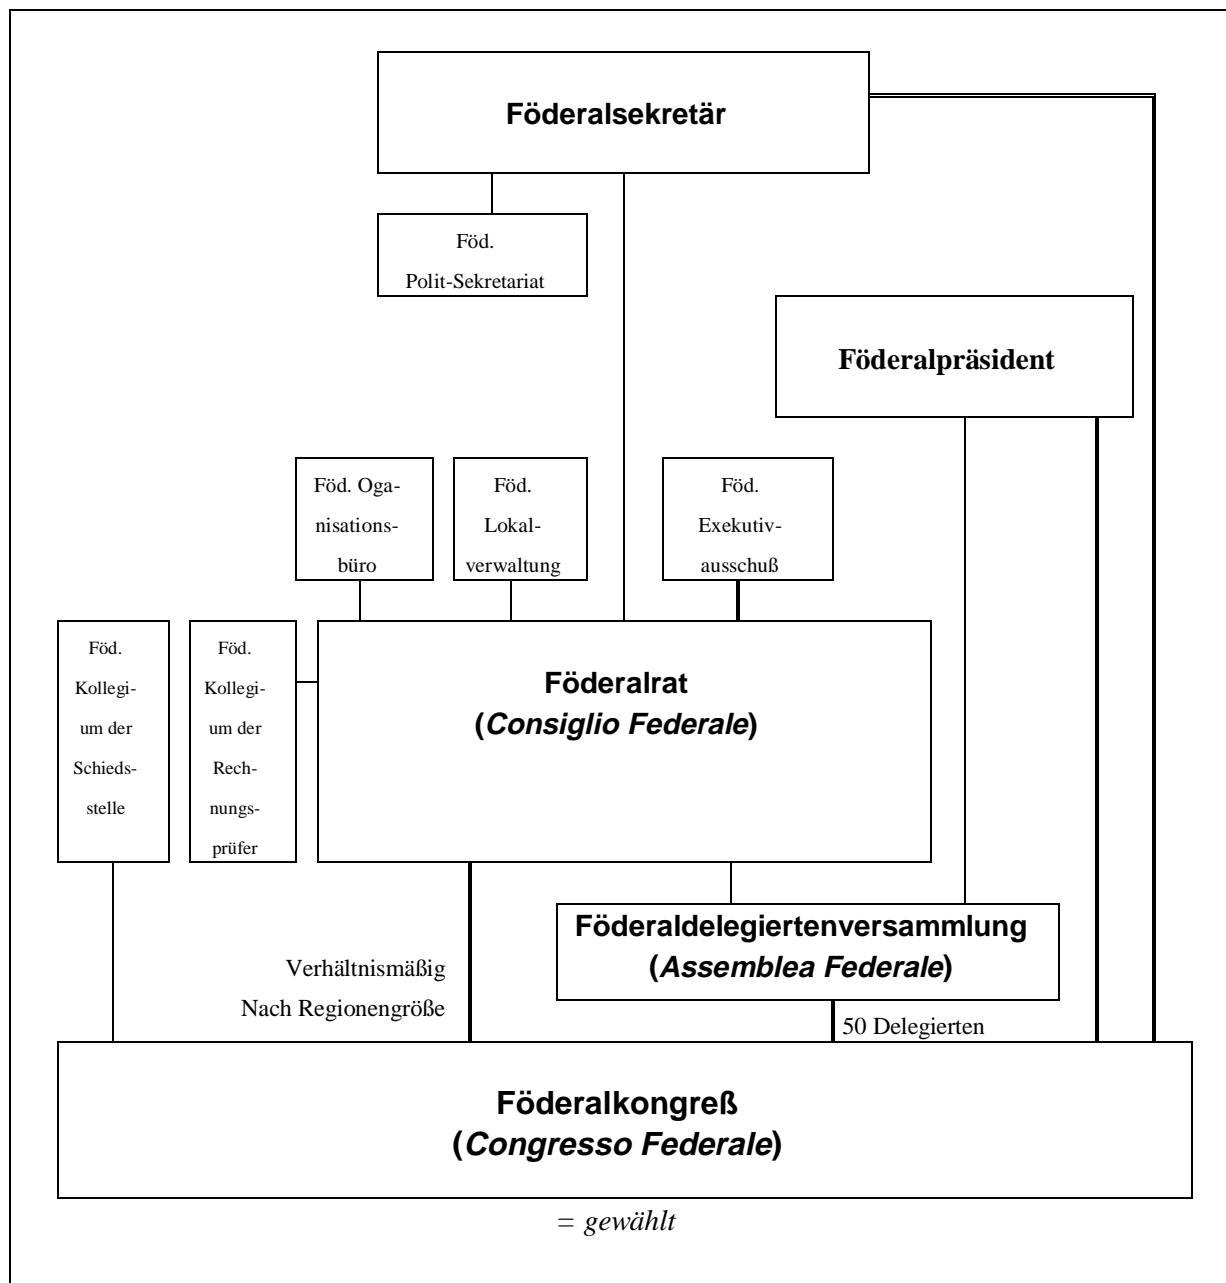 Föderalsekretär
Föd.
Polit-Sekretariat
Föderalpräsident
Föd. Oga-
nisations-
büro
Föd.
Lokal-
verwaltung
Föd.
Exekutiv-
ausschuß
Föd.
Kollegi-
um der
Schieds-
stelle
Föd.
Kollegi-
um der
Rech-
nungs-
prüfer
Föderalrat
(Consiglio Federale)
Föderaldelegiertenversammlung
(Assemblea Federale)
Verhältnismäßig
Nach Regionengröße
50 Delegierten
Föderalkongreß
(Congresso Federale)
= gewählt